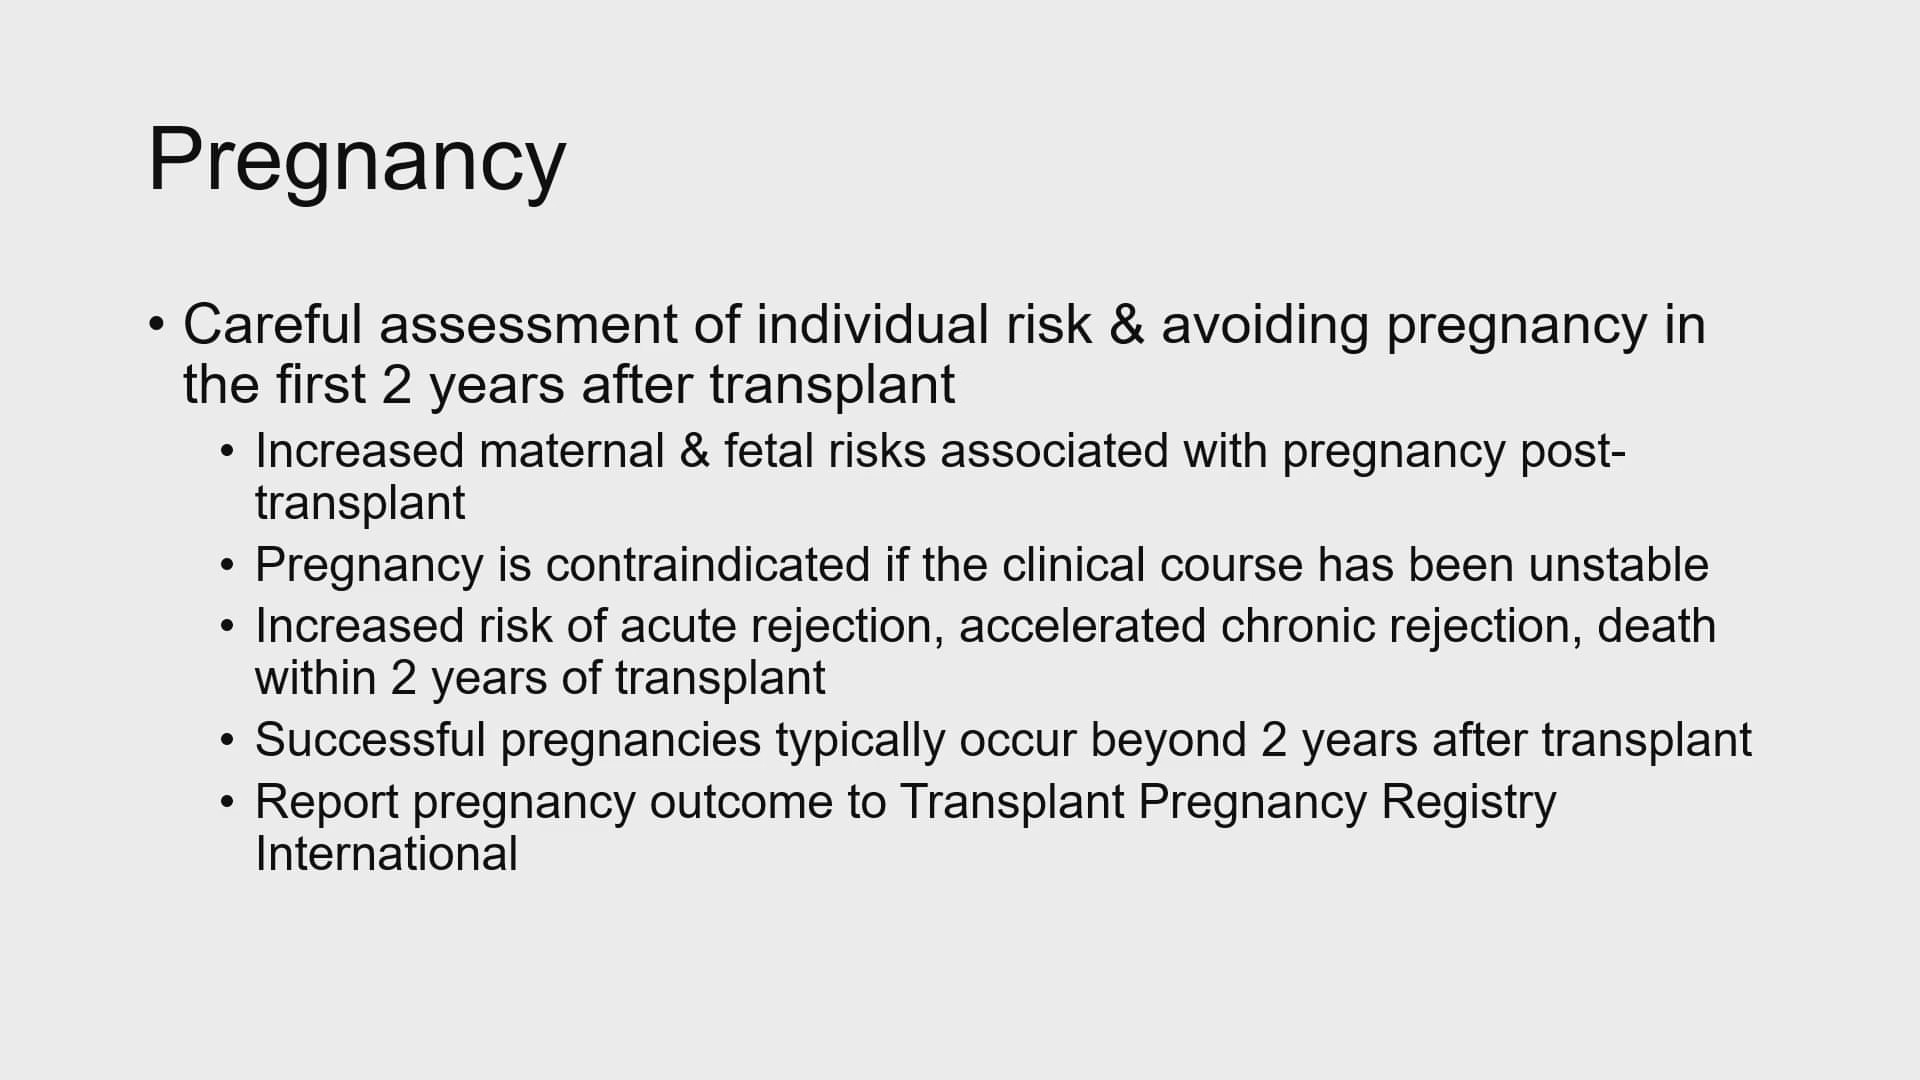 Pregnancy
• Careful assessment of individual risk & avoiding pregnancy in
the first 2 years after transplant
• Increased maternal & fetal risks associated with pregnancy post-
transplant
• Pregnancy is contraindicated if the clinical course has been unstable
• Increased risk of acute rejection, accelerated chronic rejection, death
within 2 years of transplant
• Successful pregnancies typically occur beyond 2 years after transplant
• Report pregnancy outcome to Transplant Pregnancy Registry
International